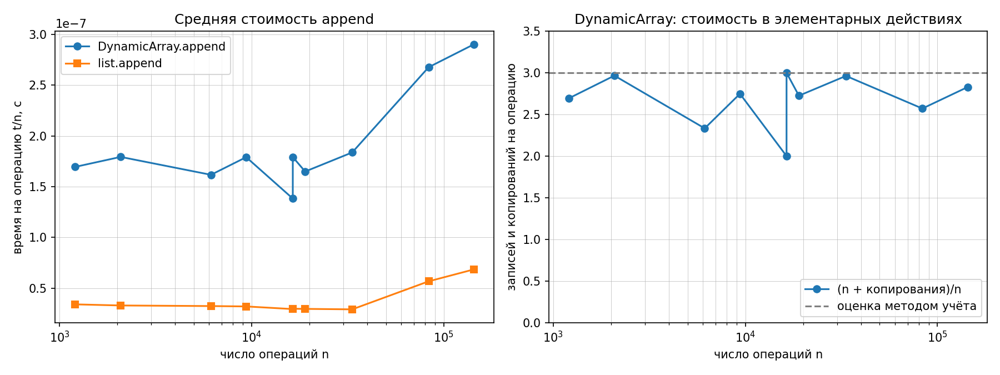 Средняя стоимость append
1e−7
3.0
2.5
2.0
1.5
1.0
0.5
время на операцию t/n, с
DynamicArray.append
list.append
10³
10⁴
10⁵
число операций n
DynamicArray: стоимость в элементарных действиях
3.5
3.0
2.5
2.0
1.5
1.0
0.5
0.0
записей и копирований на операцию
(n + копирования)/n
оценка методом учёта
10³
10⁴
10⁵
число операций n